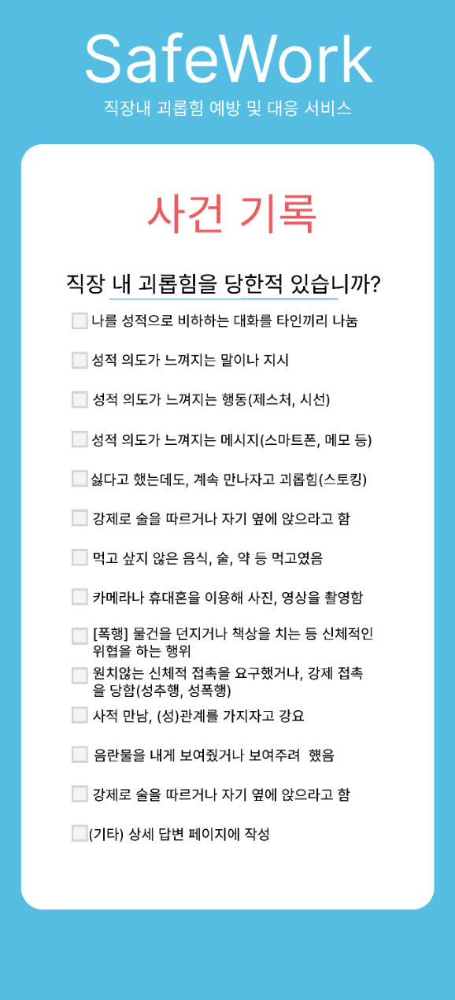 SafeWork
직장내 괴롭힘 예방 및 대응 서비스
사건 기록
직장 내 괴롭힘을 당한적 있습니까?
나를 성적으로 비하하는 대화를 타인끼리 나눔
성적 의도가 느껴지는 말이나 지시
성적 의도가 느껴지는 행동(제스처, 시선)
성적 의도가 느껴지는 메시지(스마트폰, 메모 등)
싫다고 했는데도, 계속 만나자고 괴롭힘(스토킹)
강제로 술을 따르거나 자기 옆에 앉으라고 함
먹고 샆지 않은 음식, 술, 약 등 먹고였음
카메라나 휴대혼을 이용해 사진, 영상을 촬영함
[폭행] 물건을 던지거나 책상을 치는 등 신체적인
위협을 하는 행위
원치않는 신체적 접촉을 요구했거나, 강제 접촉
을 당함(성추행, 성폭행)
사적 만남, (성)관계를 가지자고 강요
음란물을 내게 보여줬거나 보여주려  했음
강제로 술을 따르거나 자기 옆에 앉으라고 함
(기타) 상세 답변 페이지에 작성